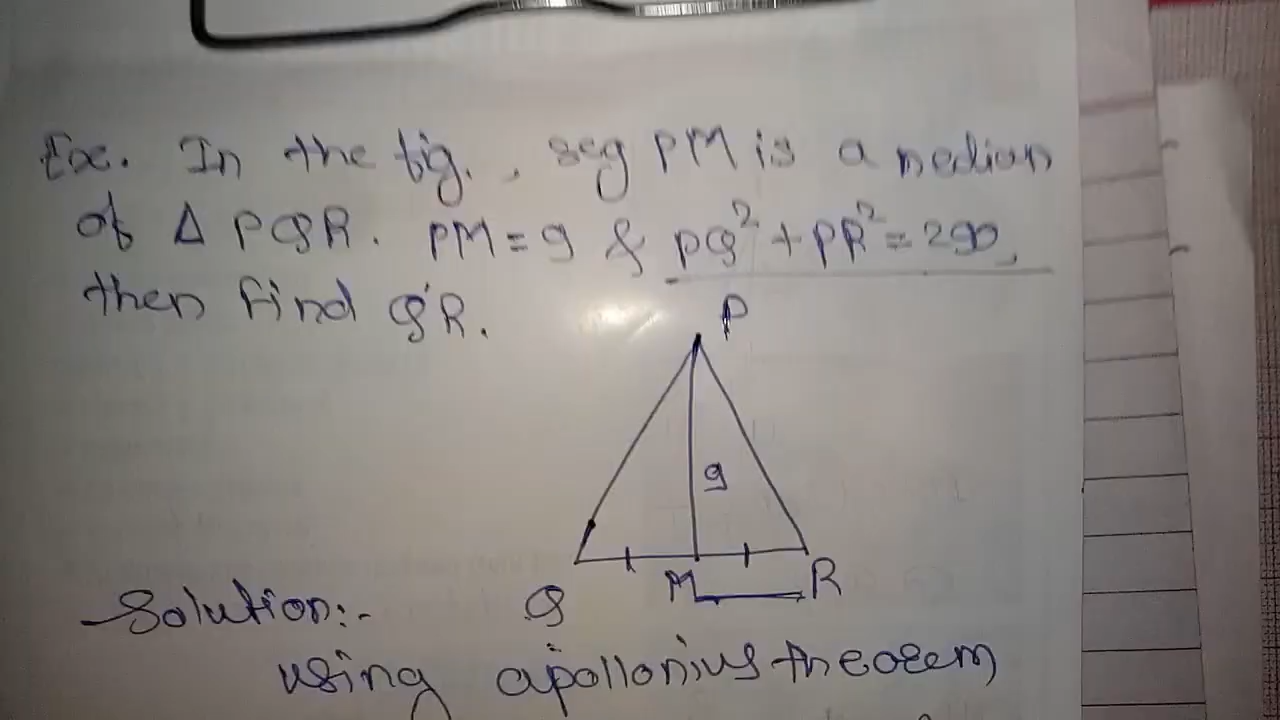 Ex. In the fig., seg PM is a median
of Δ PQR. PM = 9 & PQ² + PR² = 290,
then find QR.
P
9
Q M R
Solution:-
using apollonius theorem